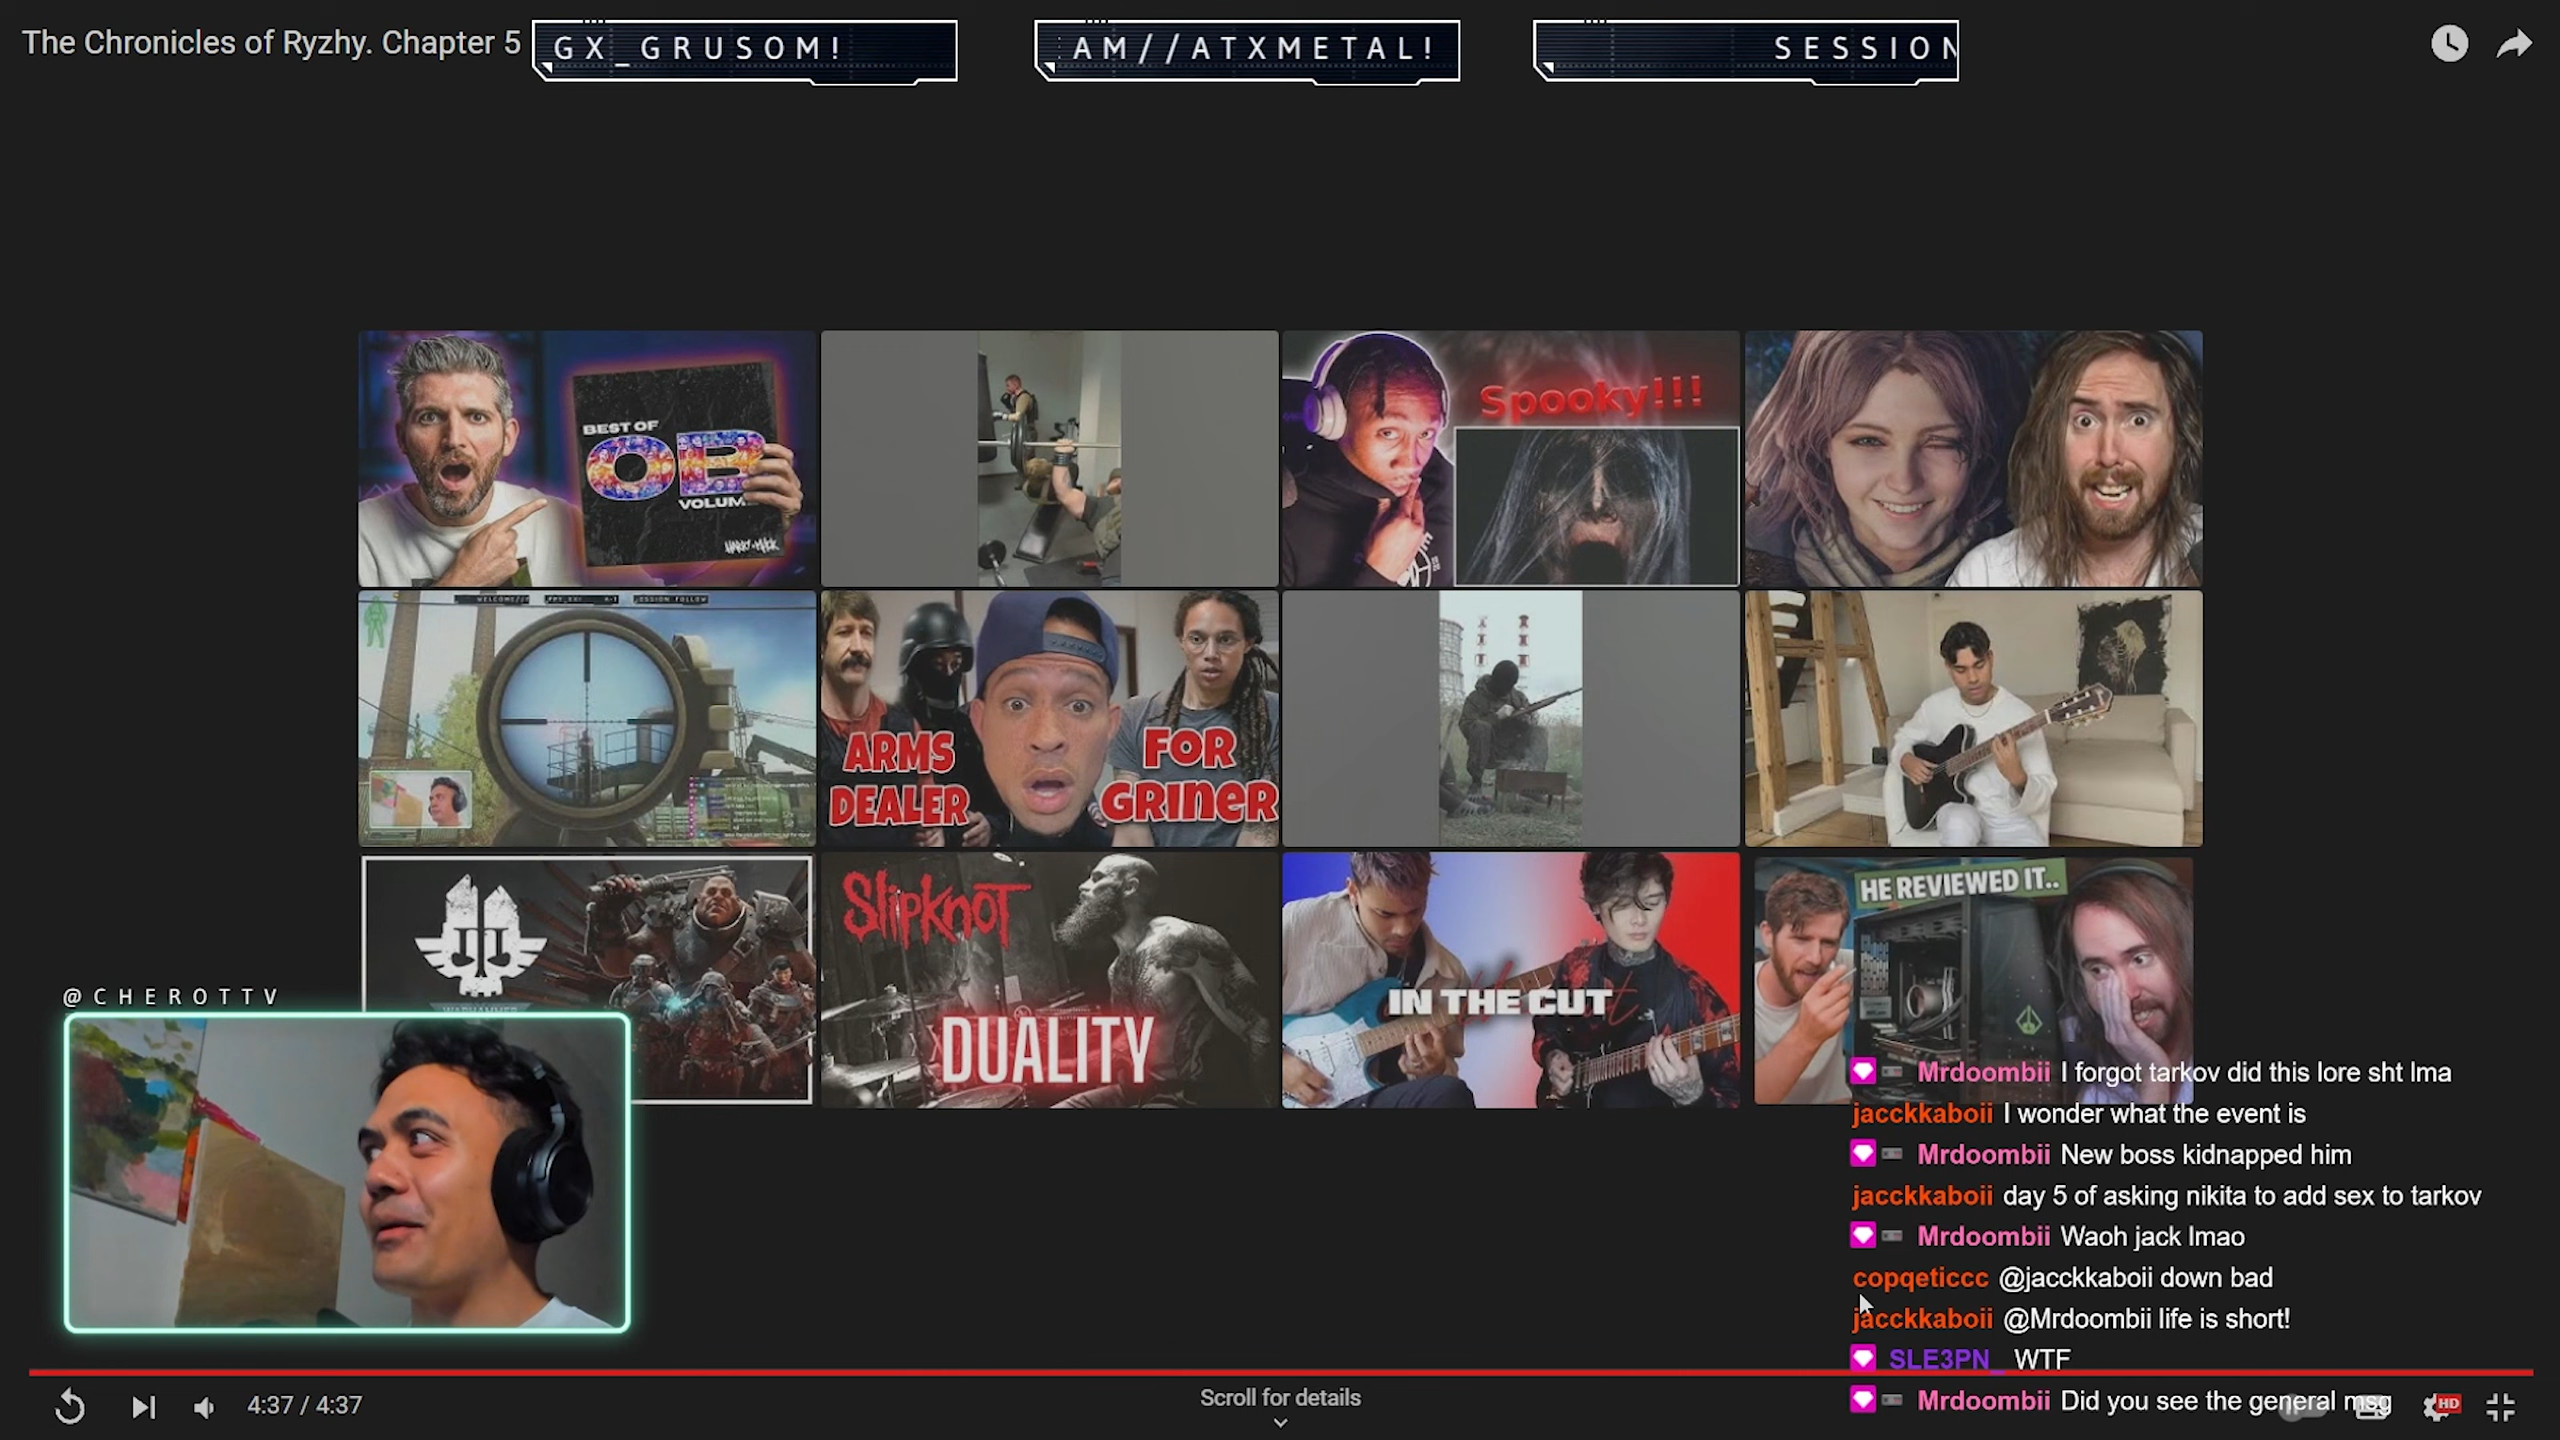 The Chronicles of Ryzhy. Chapter 5
GX_GRUSOM!
AM//ATXMETAL!
SESSION
BEST OF
OB
VOLUM
Spooky!!!
ARMS
DEALER
FOR
GRINER
Slipknot
DUALITY
IN THE CUT
HE REVIEWED IT..
WARHAMMER
@CHEROTTV
Mrdoombii I forgot tarkov did this lore sht lma
jacckkaboii I wonder what the event is
Mrdoombii New boss kidnapped him
jacckkaboii day 5 of asking nikita to add sex to tarkov
Mrdoombii Waoh jack lmao
copqeticcc @jacckkaboii down bad
jacckkaboii @Mrdoombii life is short!
SLE3PN_ WTF
Mrdoombii Did you see the general msg
4:37 / 4:37
Scroll for details
HD